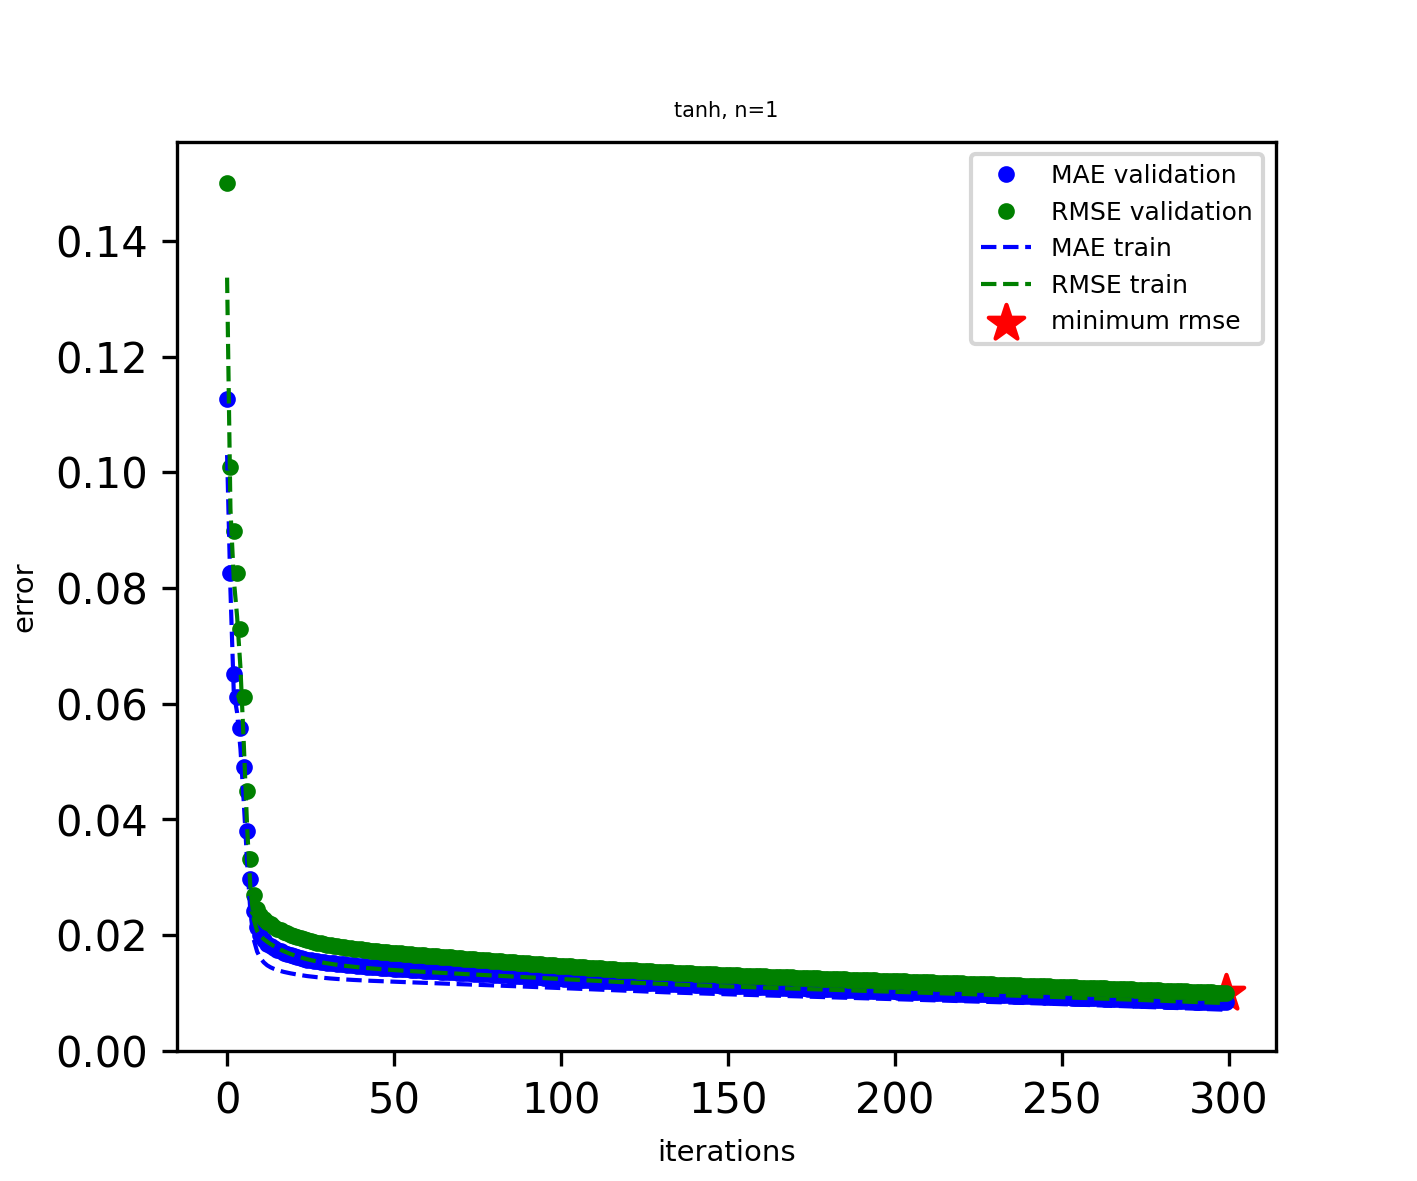 tanh, n=1
MAE validation
RMSE validation
MAE train
RMSE train
minimum rmse
0.14
0.12
0.10
0.08
0.06
0.04
0.02
0.00
error
0 50 100 150 200 250 300
iterations